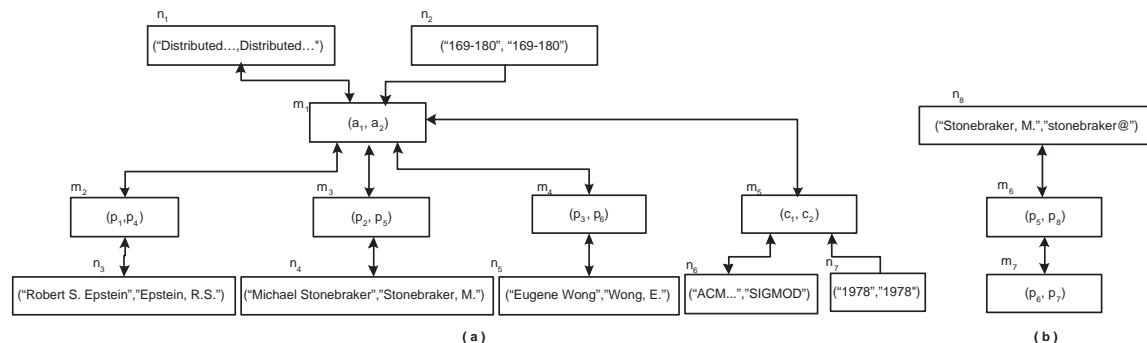 n1 n2
(“Distributed…,Distributed…")
(“169-180”, “169-180”)
m1
(a1, a2)
n8
(“Stonebraker, M.”,”stonebraker@”)
m2 m3 m4 m5 m6
(p1,p4) (p2, p5) (p3, p6) (c1, c2) (p5, p8)
n3 n4 n5 n6 n7 m7
(“Robert S. Epstein”,”Epstein, R.S.”) (“Michael Stonebraker”,”Stonebraker, M.”) (“Eugene Wong”,”Wong, E.”) (“ACM...”,”SIGMOD”) (“1978”,”1978") (p6, p7)
( a ) ( b )